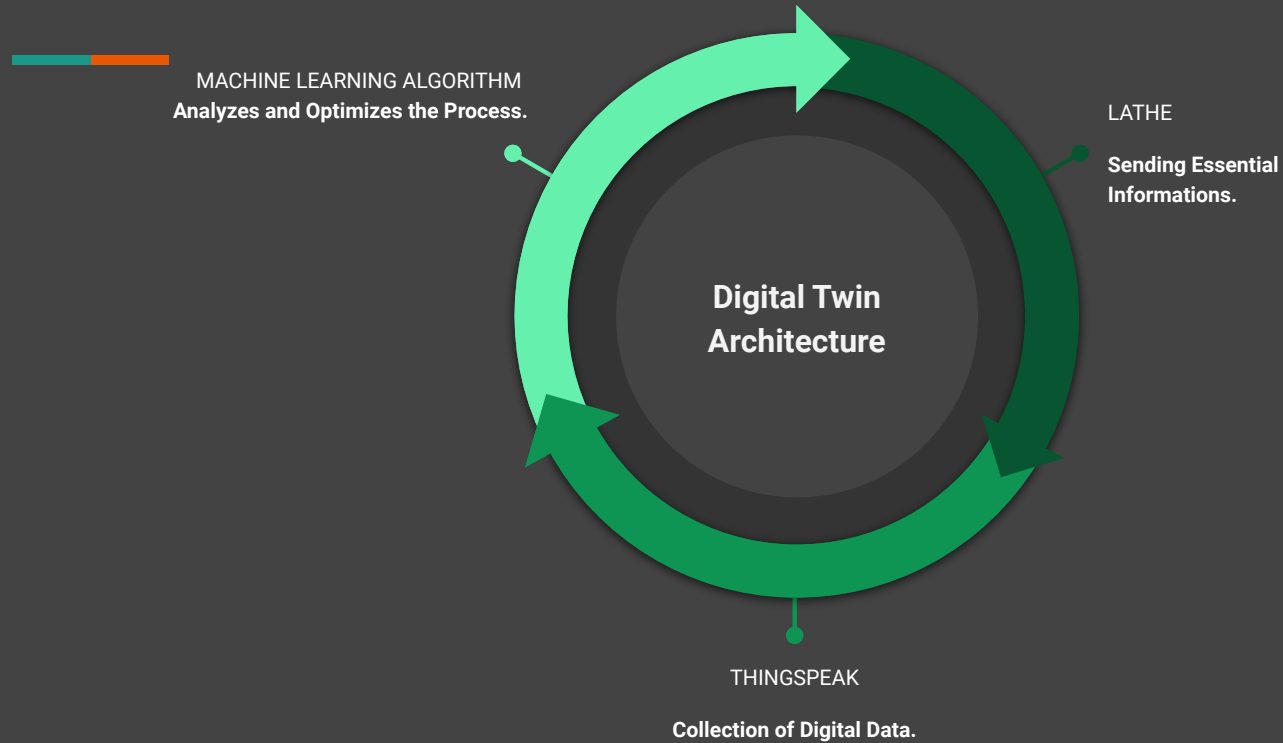 MACHINE LEARNING ALGORITHM
Analyzes and Optimizes the Process.
LATHE
Sending Essential
Informations.
Digital Twin
Architecture
THINGSPEAK
Collection of Digital Data.